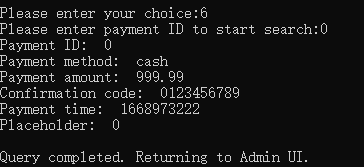 Please enter your choice:6
Please enter payment ID to start search:0
Payment ID:  0
Payment method:  cash
Payment amount:  999.99
Confirmation code:  0123456789
Payment time:  1668973222
Placeholder:  0
Query completed. Returning to Admin UI.